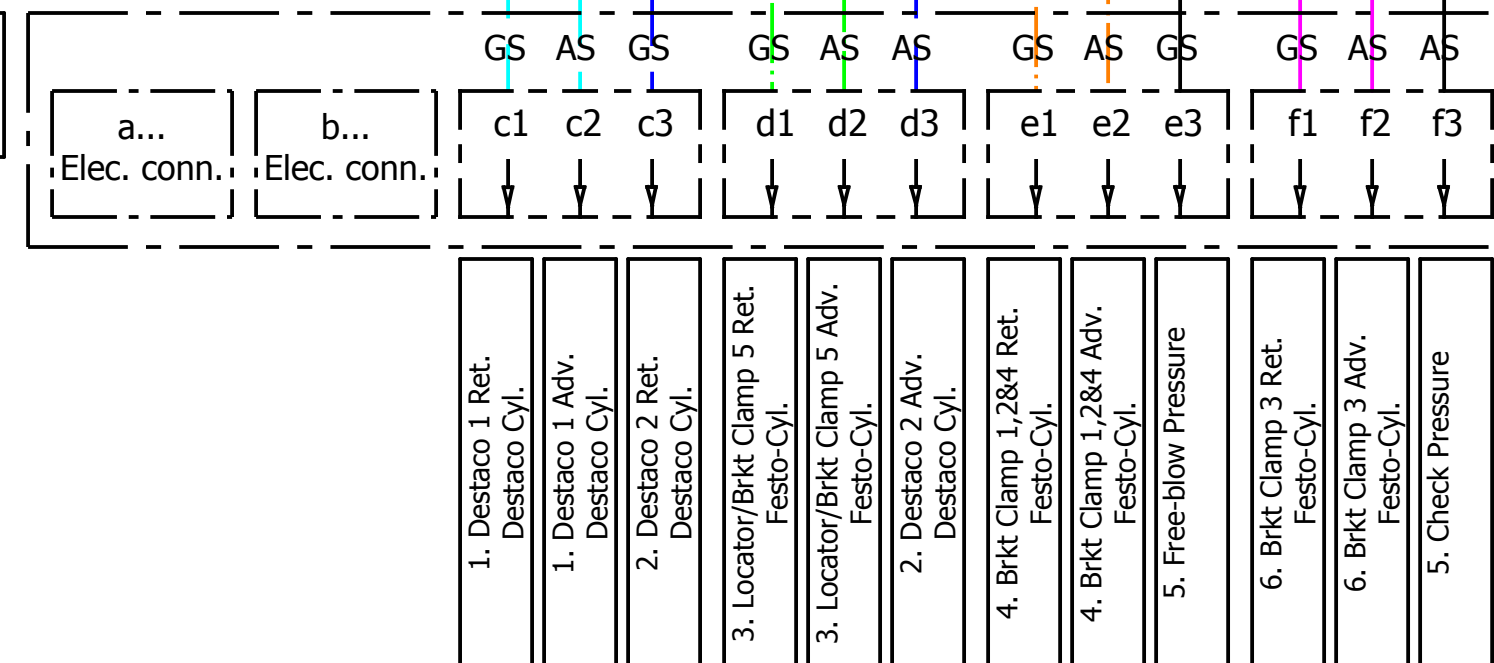 GS AS GS GS AS AS GS AS GS GS AS AS
a...
Elec. conn.
b...
Elec. conn.
c1 c2 c3 d1 d2 d3 e1 e2 e3 f1 f2 f3
1. Destaco 1 Ret.
Destaco Cyl.
1. Destaco 1 Adv.
Destaco Cyl.
2. Destaco 2 Ret.
Destaco Cyl.
3. Locator/Brkt Clamp 5 Ret.
Festo-Cyl.
3. Locator/Brkt Clamp 5 Adv.
Festo-Cyl.
2. Destaco 2 Adv.
Destaco Cyl.
4. Brkt Clamp 1,2&4 Ret.
Festo-Cyl.
4. Brkt Clamp 1,2&4 Adv.
Festo-Cyl.
5. Free-blow Pressure
6. Brkt Clamp 3 Ret.
Festo-Cyl.
6. Brkt Clamp 3 Adv.
Festo-Cyl.
5. Check Pressure